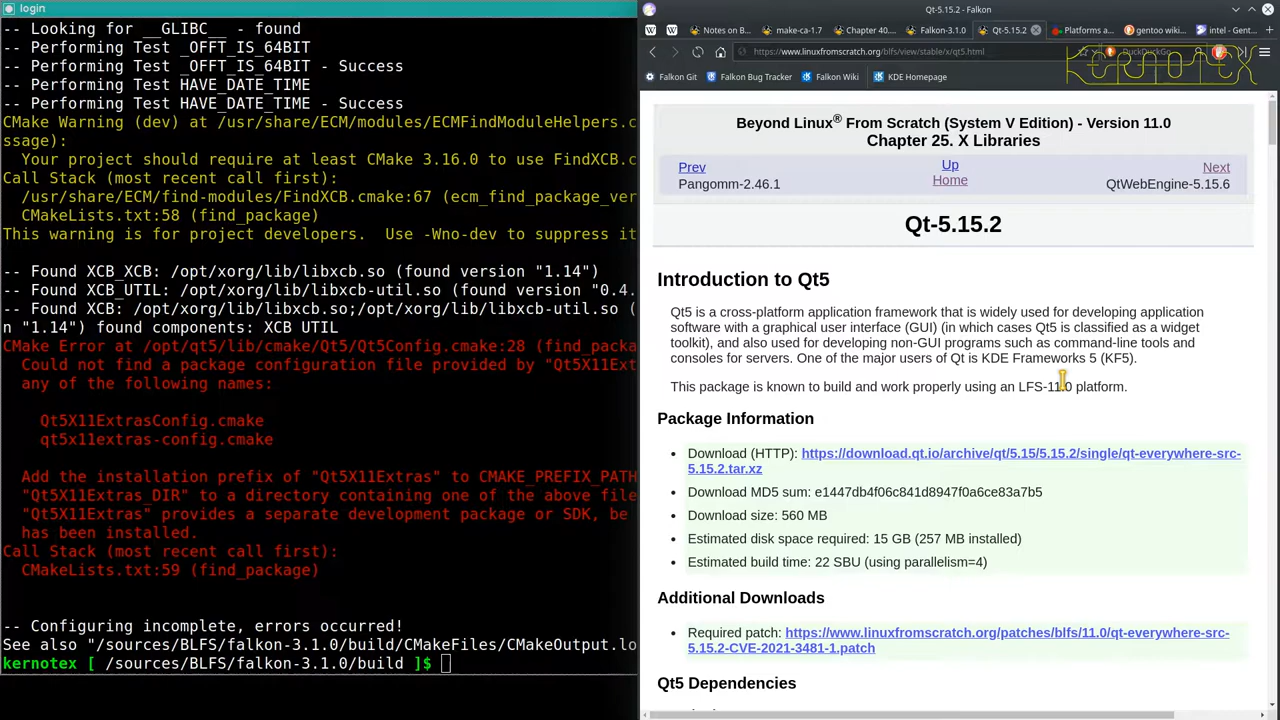 login
-- Looking for __GLIBC__ - found
-- Performing Test _OFFT_IS_64BIT
-- Performing Test _OFFT_IS_64BIT - Success
-- Performing Test HAVE_DATE_TIME
-- Performing Test HAVE_DATE_TIME - Success
CMake Warning (dev) at /usr/share/ECM/modules/ECMFindModuleHelpers.c
ssage):
Your project should require at least CMake 3.16.0 to use FindXCB.c
Call Stack (most recent call first):
/usr/share/ECM/find-modules/FindXCB.cmake:67 (ecm_find_package_ver
CMakeLists.txt:58 (find_package)
This warning is for project developers.  Use -Wno-dev to suppress it
-- Found XCB_XCB: /opt/xorg/lib/libxcb.so (found version "1.14")
-- Found XCB_UTIL: /opt/xorg/lib/libxcb-util.so (found version "0.4.
-- Found XCB: /opt/xorg/lib/libxcb.so;/opt/xorg/lib/libxcb-util.so (
n "1.14") found components: XCB UTIL
CMake Error at /opt/qt5/lib/cmake/Qt5/Qt5Config.cmake:28 (find_packa
Could not find a package configuration file provided by "Qt5X11Ext
any of the following names:
Qt5X11ExtrasConfig.cmake
qt5x11extras-config.cmake
Add the installation prefix of "Qt5X11Extras" to CMAKE_PREFIX_PATH
"Qt5X11Extras_DIR" to a directory containing one of the above file
"Qt5X11Extras" provides a separate development package or SDK, be
has been installed.
Call Stack (most recent call first):
CMakeLists.txt:59 (find_package)
-- Configuring incomplete, errors occurred!
See also "/sources/BLFS/falkon-3.1.0/build/CMakeFiles/CMakeOutput.lo
kernotex [ /sources/BLFS/falkon-3.1.0/build ]$
Qt-5.15.2 - Falkon
Notes on B... make-ca-1.7 Chapter 40.... Falkon-3.1.0 Qt-5.15.2 Platforms a... gentoo wiki... intel - Gent...
https://www.linuxfromscratch.org/blfs/view/stable/x/qt5.html DuckDuckGo
kernotex
Falkon Git Falkon Bug Tracker Falkon Wiki KDE Homepage
Beyond Linux® From Scratch (System V Edition) - Version 11.0
Chapter 25. X Libraries
Prev Up Next
Pangomm-2.46.1 Home QtWebEngine-5.15.6
Qt-5.15.2
Introduction to Qt5
Qt5 is a cross-platform application framework that is widely used for developing application
software with a graphical user interface (GUI) (in which cases Qt5 is classified as a widget
toolkit), and also used for developing non-GUI programs such as command-line tools and
consoles for servers. One of the major users of Qt is KDE Frameworks 5 (KF5).
This package is known to build and work properly using an LFS-11.0 platform.
Package Information
• Download (HTTP): https://download.qt.io/archive/qt/5.15/5.15.2/single/qt-everywhere-src-
5.15.2.tar.xz
• Download MD5 sum: e1447db4f06c841d8947f0a6ce83a7b5
• Download size: 560 MB
• Estimated disk space required: 15 GB (257 MB installed)
• Estimated build time: 22 SBU (using parallelism=4)
Additional Downloads
• Required patch: https://www.linuxfromscratch.org/patches/blfs/11.0/qt-everywhere-src-
5.15.2-CVE-2021-3481-1.patch
Qt5 Dependencies